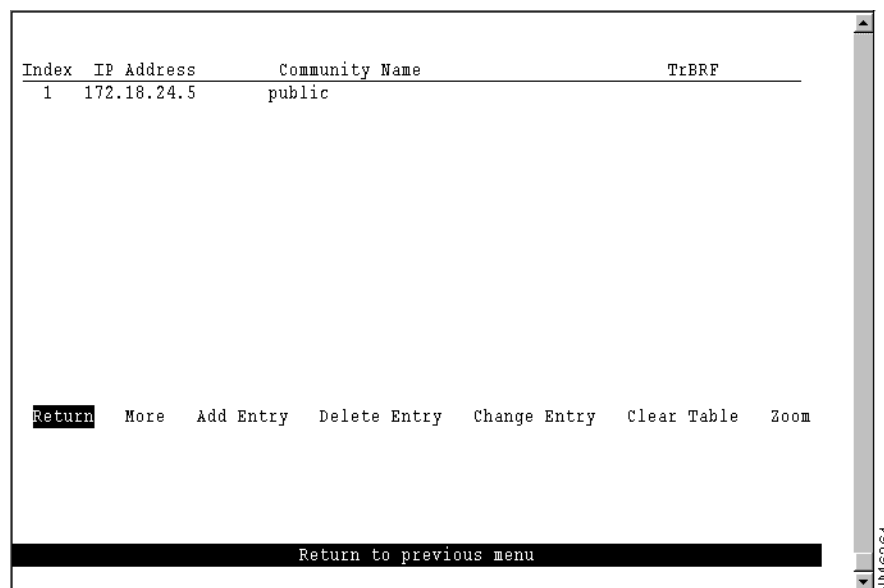 Index IP Address Community Name TrBRF
1 172.18.24.5 public
Return More Add Entry Delete Entry Change Entry Clear Table Zoom
Return to previous menu